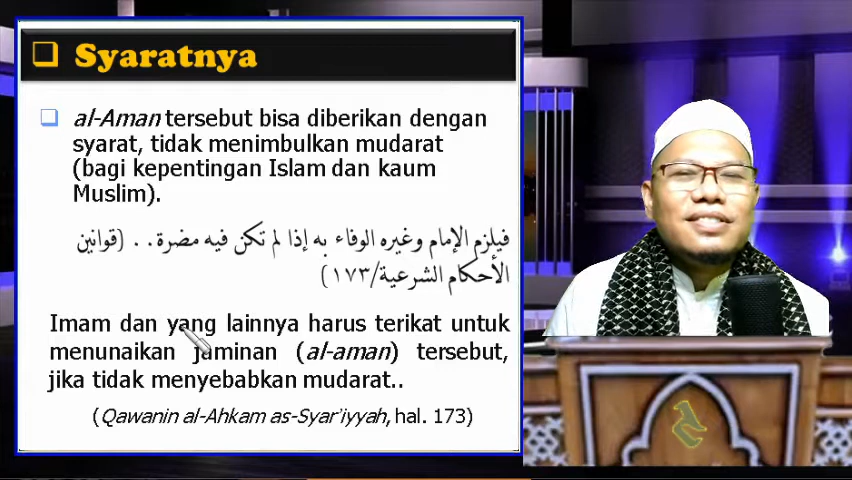 Syaratnya
al-Aman tersebut bisa diberikan dengan
syarat, tidak menimbulkan mudarat
(bagi kepentingan Islam dan kaum
Muslim).
فيلزم الإمام وغيره الوفاء به إذا لم تكن فيه مضرة. . (قوانين
الأحكام الشرعية/١٧٣)
Imam dan yang lainnya harus terikat untuk
menunaikan jaminan (al-aman) tersebut,
jika tidak menyebabkan mudarat..
(Qawanin al-Ahkam as-Syar'iyyah, hal. 173)